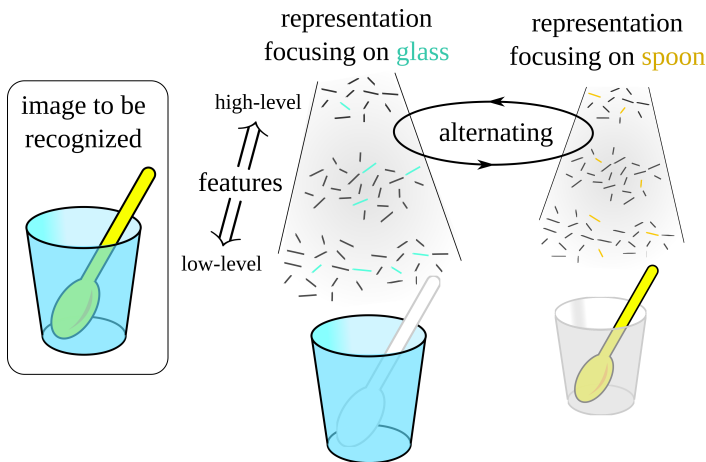 image to be
recognized
representation
focusing on glass
high-level
features
low-level
alternating
representation
focusing on spoon